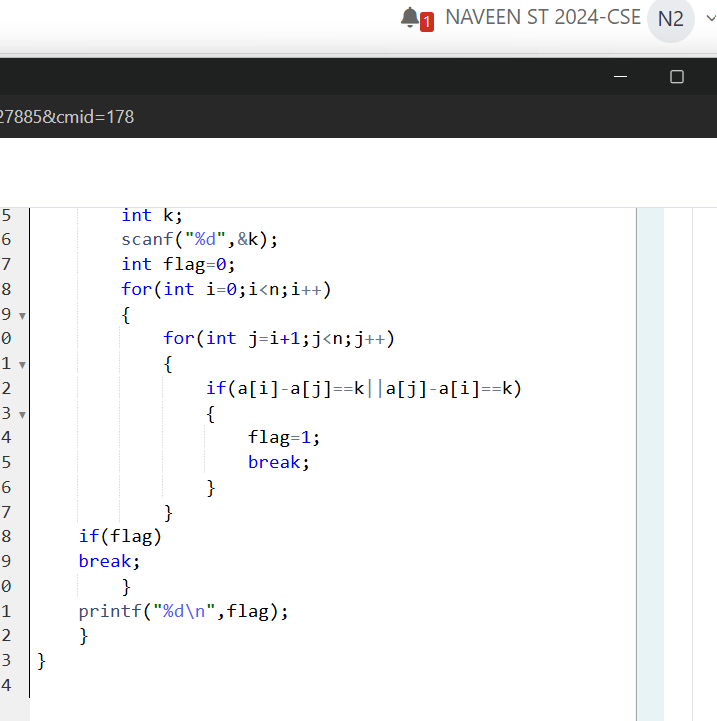 1 NAVEEN ST 2024-CSE N2
27885&cmid=178
5 int k;
6 scanf("%d",&k);
7 int flag=0;
8 for(int i=0;i<n;i++)
9 {
0 for(int j=i+1;j<n;j++)
1 {
2 if(a[i]-a[j]==k||a[j]-a[i]==k)
3 {
4 flag=1;
5 break;
6 }
7 }
8 if(flag)
9 break;
0 }
1 printf("%d\n",flag);
2 }
3 }
4